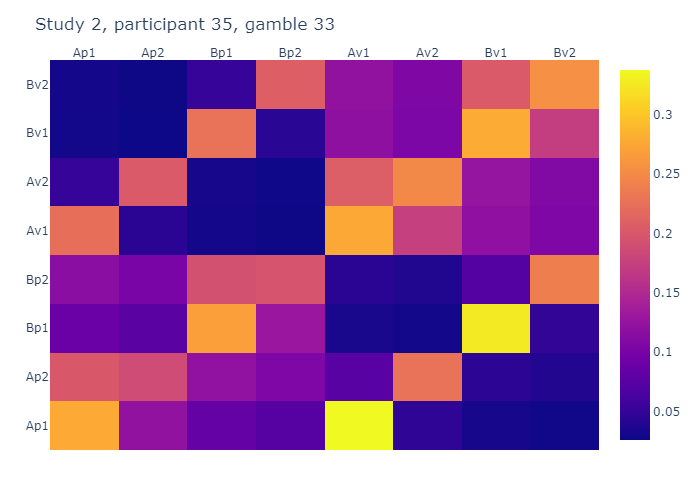 Study 2, participant 35, gamble 33
Ap1 Ap2 Bp1 Bp2 Av1 Av2 Bv1 Bv2
Bv2
Bv1
Av2
Av1
Bp2
Bp1
Ap2
Ap1
0.3
0.25
0.2
0.15
0.1
0.05